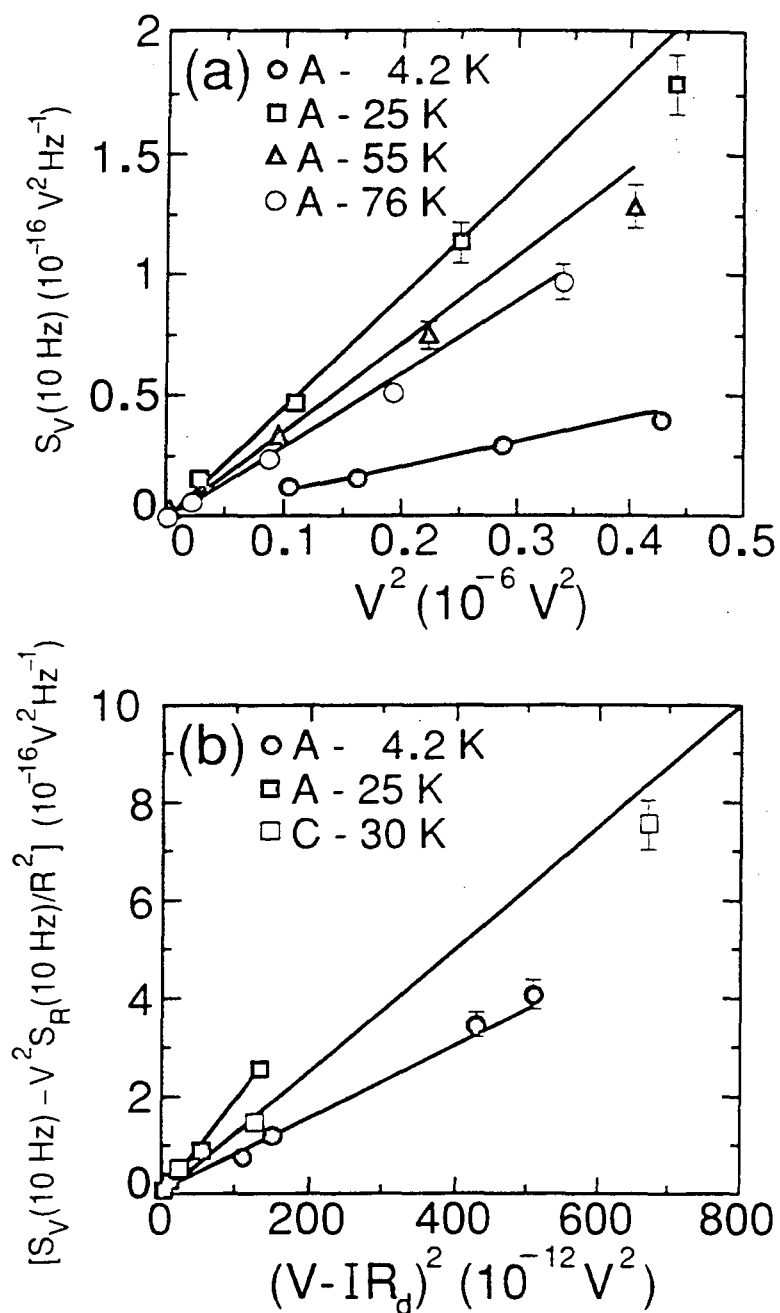 2
(a)
A - 4.2 K
A - 25 K
A - 55 K
A - 76 K
1.5
1
0.5
0
S_V(10 Hz) (10^-16 V^2 Hz^-1)
0 0.1 0.2 0.3 0.4 0.5
V^2 (10^-6 V^2)
10
(b)
A - 4.2 K
A - 25 K
C - 30 K
8
6
4
2
0
[S_V(10 Hz) - V^2 S_R(10 Hz)/R^2] (10^-16 V^2 Hz^-1)
0 200 400 600 800
(V-IR_d)^2 (10^-12 V^2)